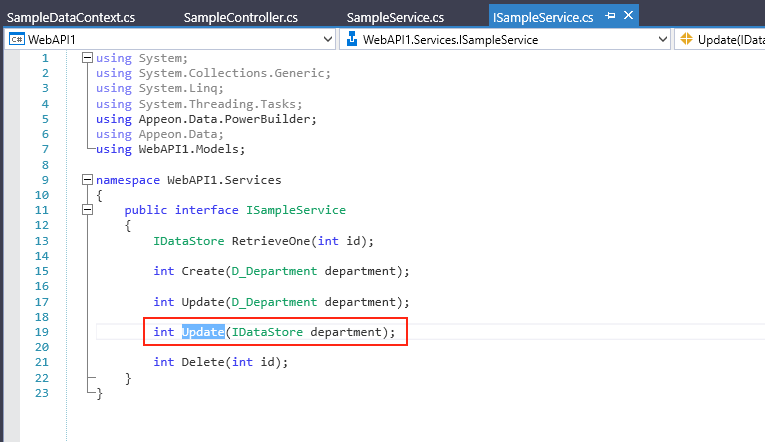 SampleDataContext.cs SampleController.cs SampleService.cs ISampleService.cs
C# WebAPI1 WebAPI1.Services.ISampleService Update(IData
1 using System;
2 using System.Collections.Generic;
3 using System.Linq;
4 using System.Threading.Tasks;
5 using Appeon.Data.PowerBuilder;
6 using Appeon.Data;
7 using WebAPI1.Models;
8
9 namespace WebAPI1.Services
10 {
11 public interface ISampleService
12 {
13 IDataStore RetrieveOne(int id);
14
15 int Create(D_Department department);
16
17 int Update(D_Department department);
18
19 int Update(IDataStore department);
20
21 int Delete(int id);
22 }
23 }